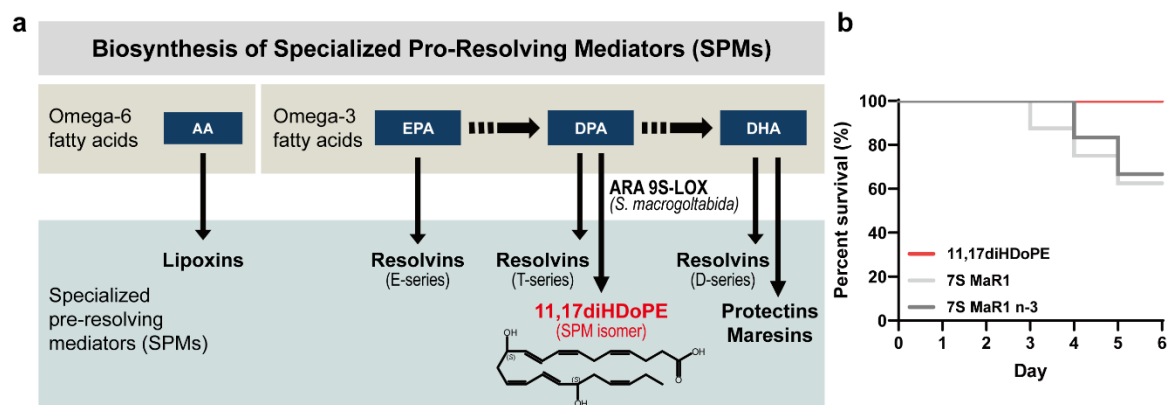 a
Biosynthesis of Specialized Pro-Resolving Mediators (SPMs)
Omega-6
fatty acids
AA
Omega-3
fatty acids
EPA
DPA
DHA
ARA 9S-LOX
(S. macrogoltabida)
Lipoxins
Resolvins
(E-series)
Resolvins
(T-series)
Resolvins
(D-series)
11,17diHDoPE
(SPM isomer)
Protectins
Maresins
Specialized
pre-resolving
mediators (SPMs)
OH
(S)
OH
O
(S)
OH
b
Percent survival (%)
100
80
60
40
20
0
11,17diHDoPE
7S MaR1
7S MaR1 n-3
0 1 2 3 4 5 6
Day